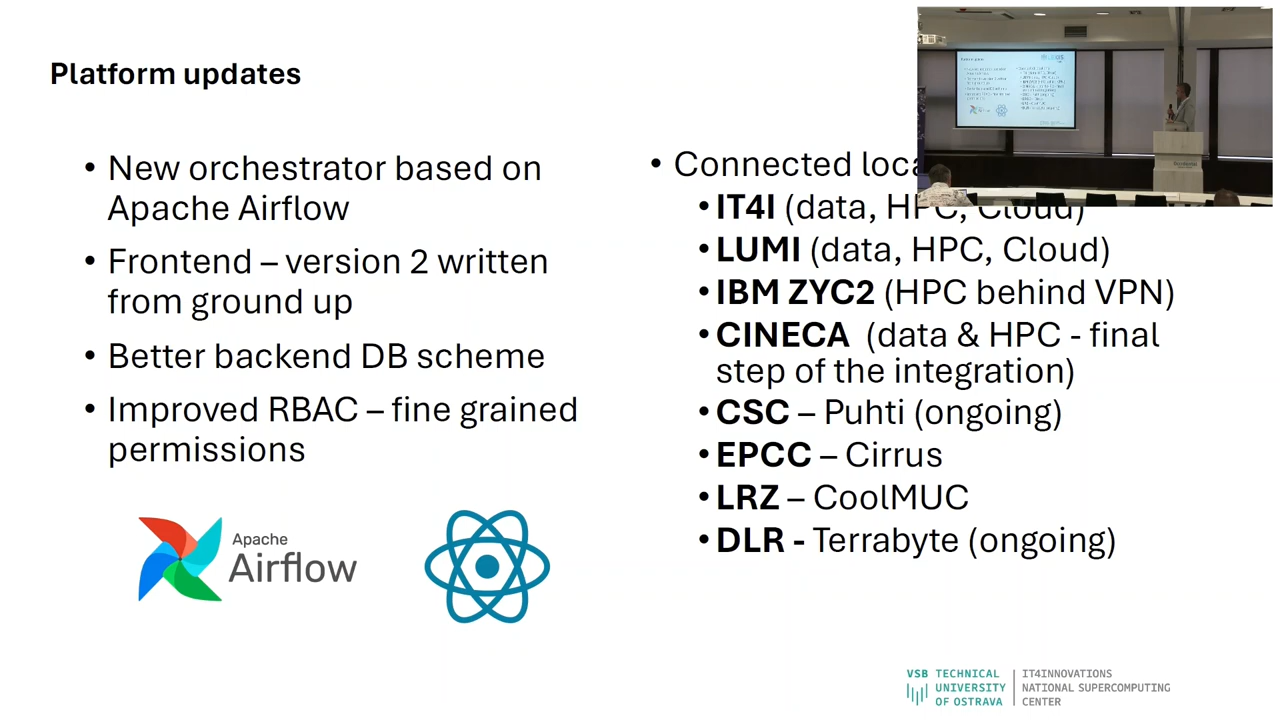 Platform updates
• New orchestrator based on
Apache Airflow
• Frontend – version 2 written
from ground up
• Better backend DB scheme
• Improved RBAC – fine grained
permissions
Apache
Airflow
• Connected loca
• IT4I (data, HPC, Cloud)
• LUMI (data, HPC, Cloud)
• IBM ZYC2 (HPC behind VPN)
• CINECA (data & HPC - final
step of the integration)
• CSC – Puhti (ongoing)
• EPCC – Cirrus
• LRZ – CoolMUC
• DLR - Terrabyte (ongoing)
VSB TECHNICAL
UNIVERSITY
OF OSTRAVA
IT4INNOVATIONS
NATIONAL SUPERCOMPUTING
CENTER